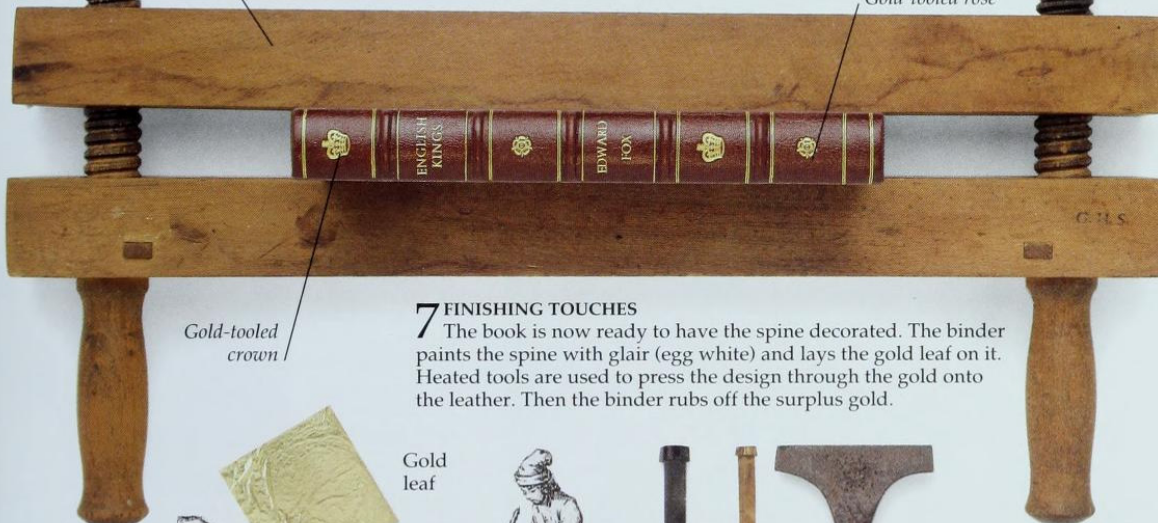 Gold-tooled rose
ENGLISH
KINGS
EDWARD
FOX
G. H. S.
Gold-tooled
crown
7 FINISHING TOUCHES
The book is now ready to have the spine decorated. The binder
paints the spine with glair (egg white) and lays the gold leaf on it.
Heated tools are used to press the design through the gold onto
the leather. Then the binder rubs off the surplus gold.
Gold
leaf